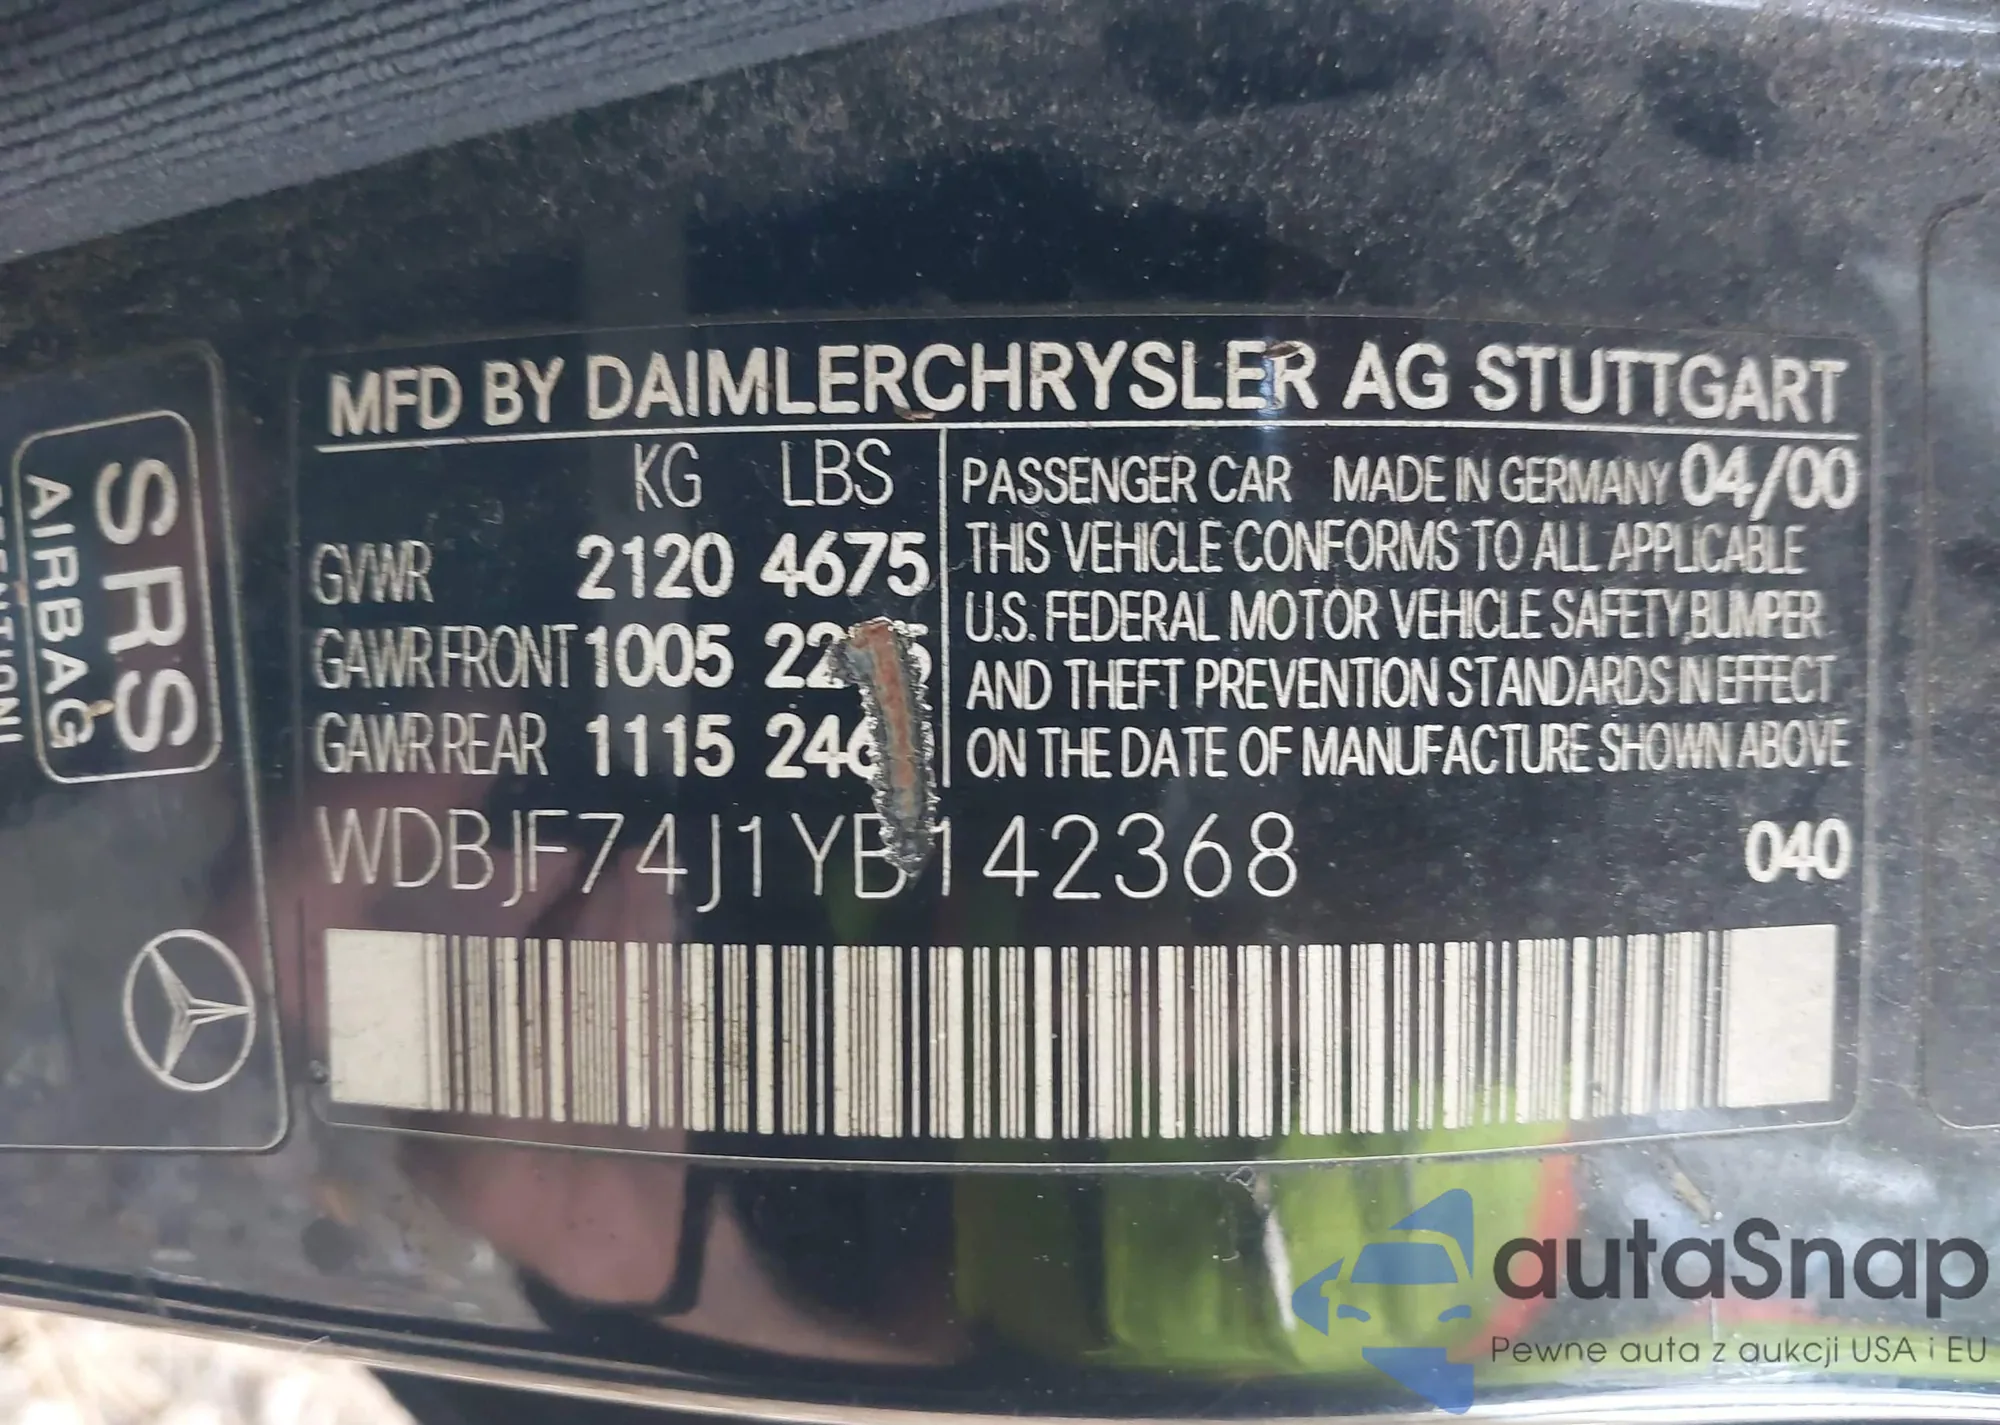 MFD BY DAIMLERCHRYSLER AG STUTTGART
KG LBS
GVWR 2120 4675
GAWR FRONT 1005
GAWR REAR 1115
PASSENGER CAR MADE IN GERMANY 04/00
THIS VEHICLE CONFORMS TO ALL APPLICABLE
U.S. FEDERAL MOTOR VEHICLE SAFETY, BUMPER
AND THEFT PREVENTION STANDARDS IN EFFECT
ON THE DATE OF MANUFACTURE SHOWN ABOVE
WDBJF74J1YB142368 040
SRS
AIRBAG
autaSnap
Pewne auta z aukcji USA i EU